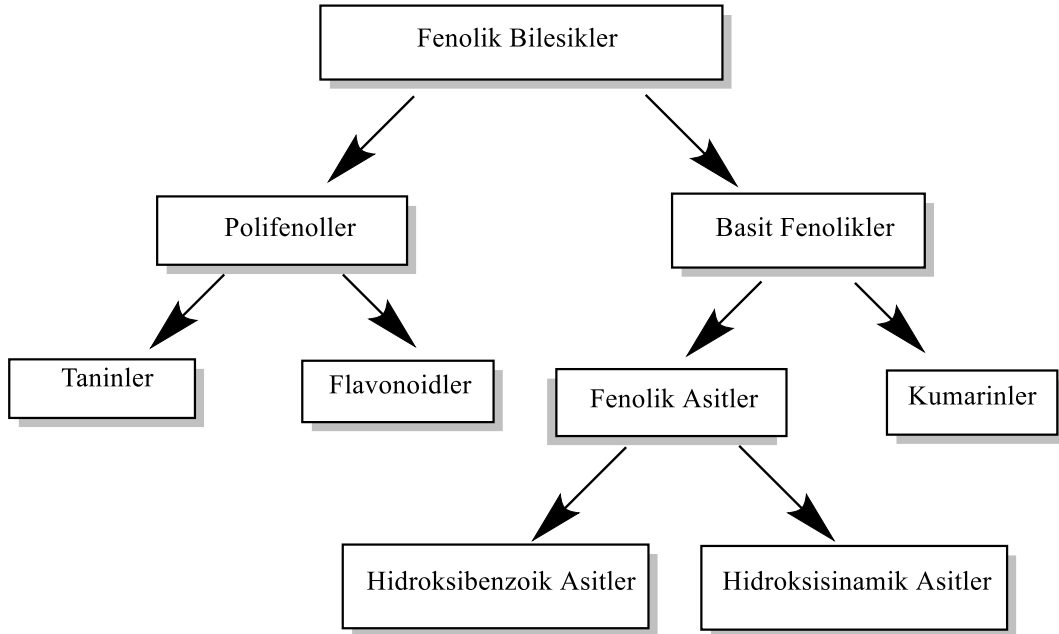 Fenolik Bilesikler
Polifenoller
Basit Fenolikler
Taninler
Flavonoidler
Fenolik Asitler
Kumarinler
Hidroksibenzoik Asitler
Hidroksisinamik Asitler